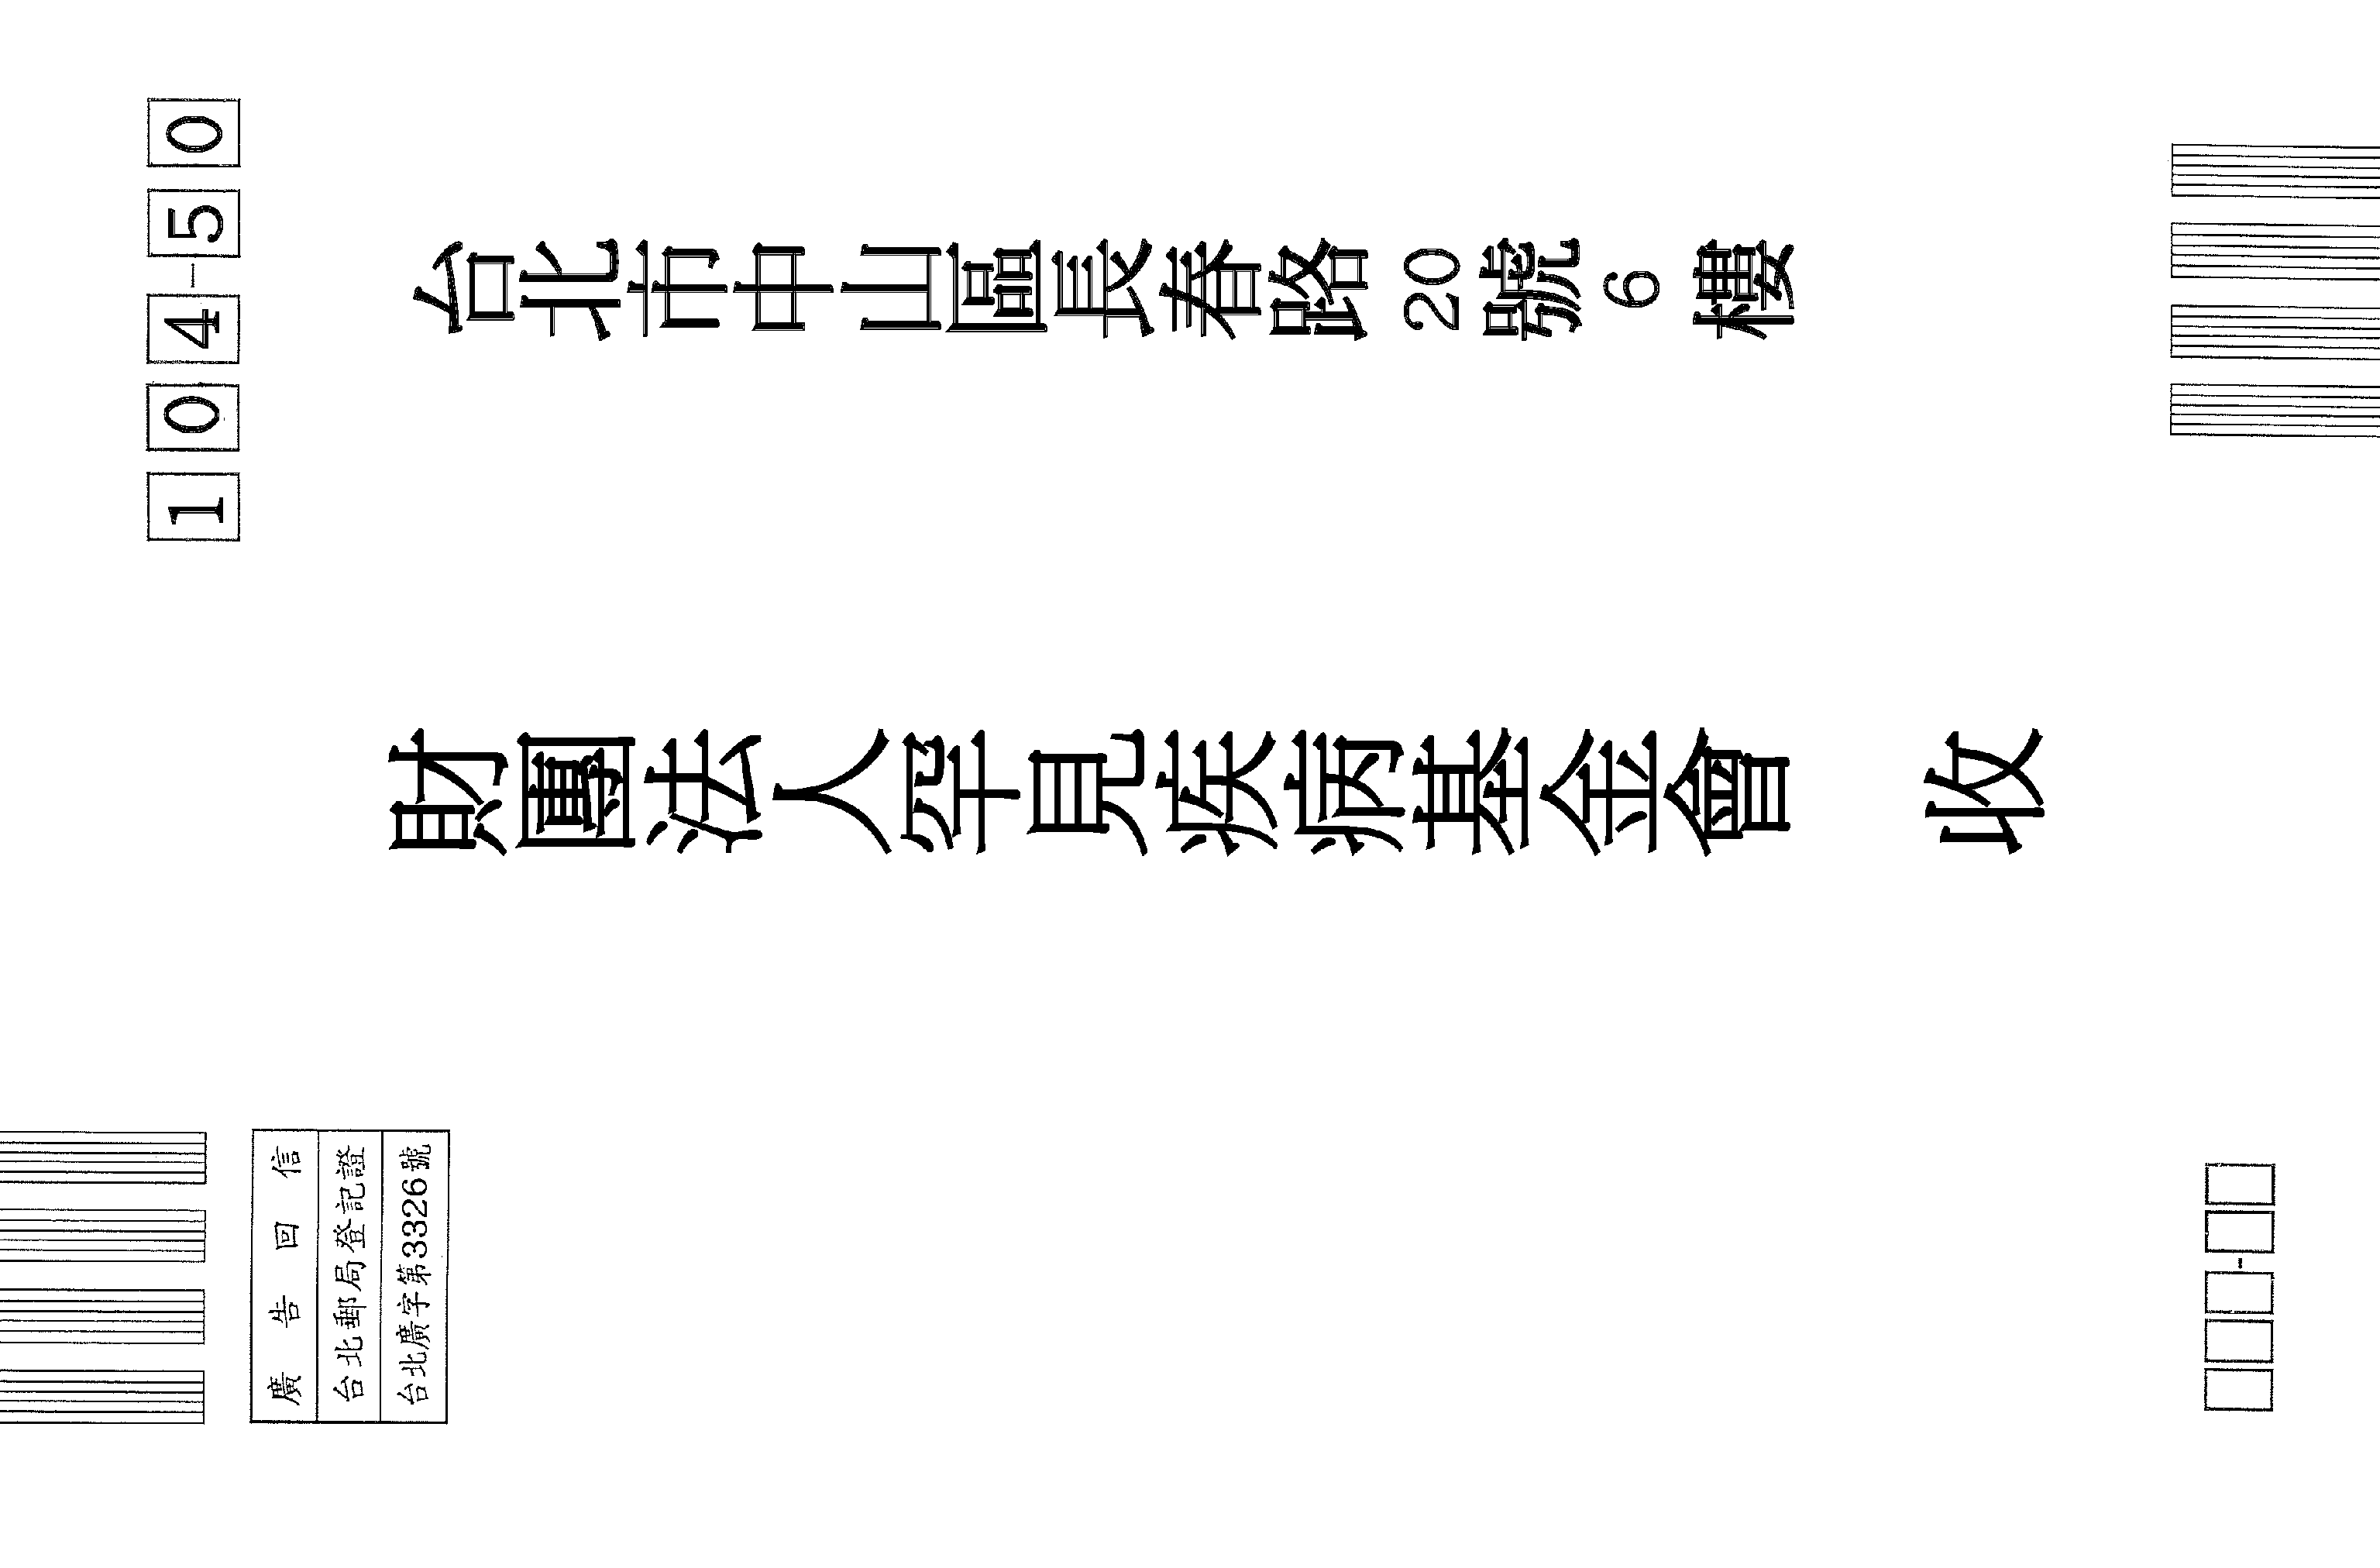 104-50
台北市中山區長春路20號6樓
財團法人罕見疾病基金會　收
廣告回信
台北郵局登記證
台北廣字第33326號